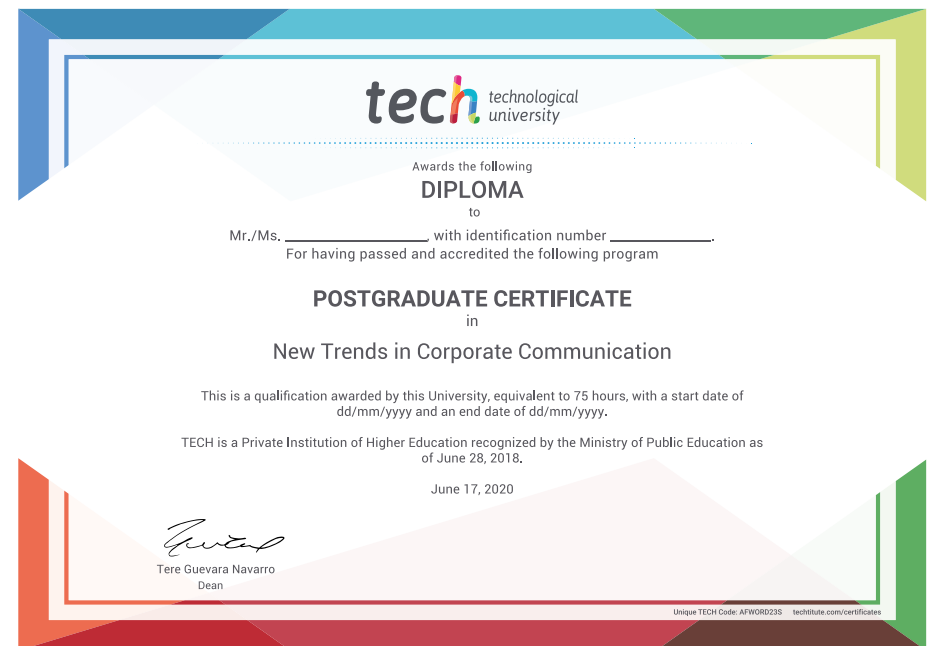 tech technological
university
Awards the following
DIPLOMA
to
Mr./Ms. ____________, with identification number ____________.
For having passed and accredited the following program
POSTGRADUATE CERTIFICATE
in
New Trends in Corporate Communication
This is a qualification awarded by this University, equivalent to 75 hours, with a start date of
dd/mm/yyyy and an end date of dd/mm/yyyy.
TECH is a Private Institution of Higher Education recognized by the Ministry of Public Education as
of June 28, 2018.
June 17, 2020
Tere Guevara Navarro
Dean
Unique TECH Code: AFWORD23S techtitute.com/certificates